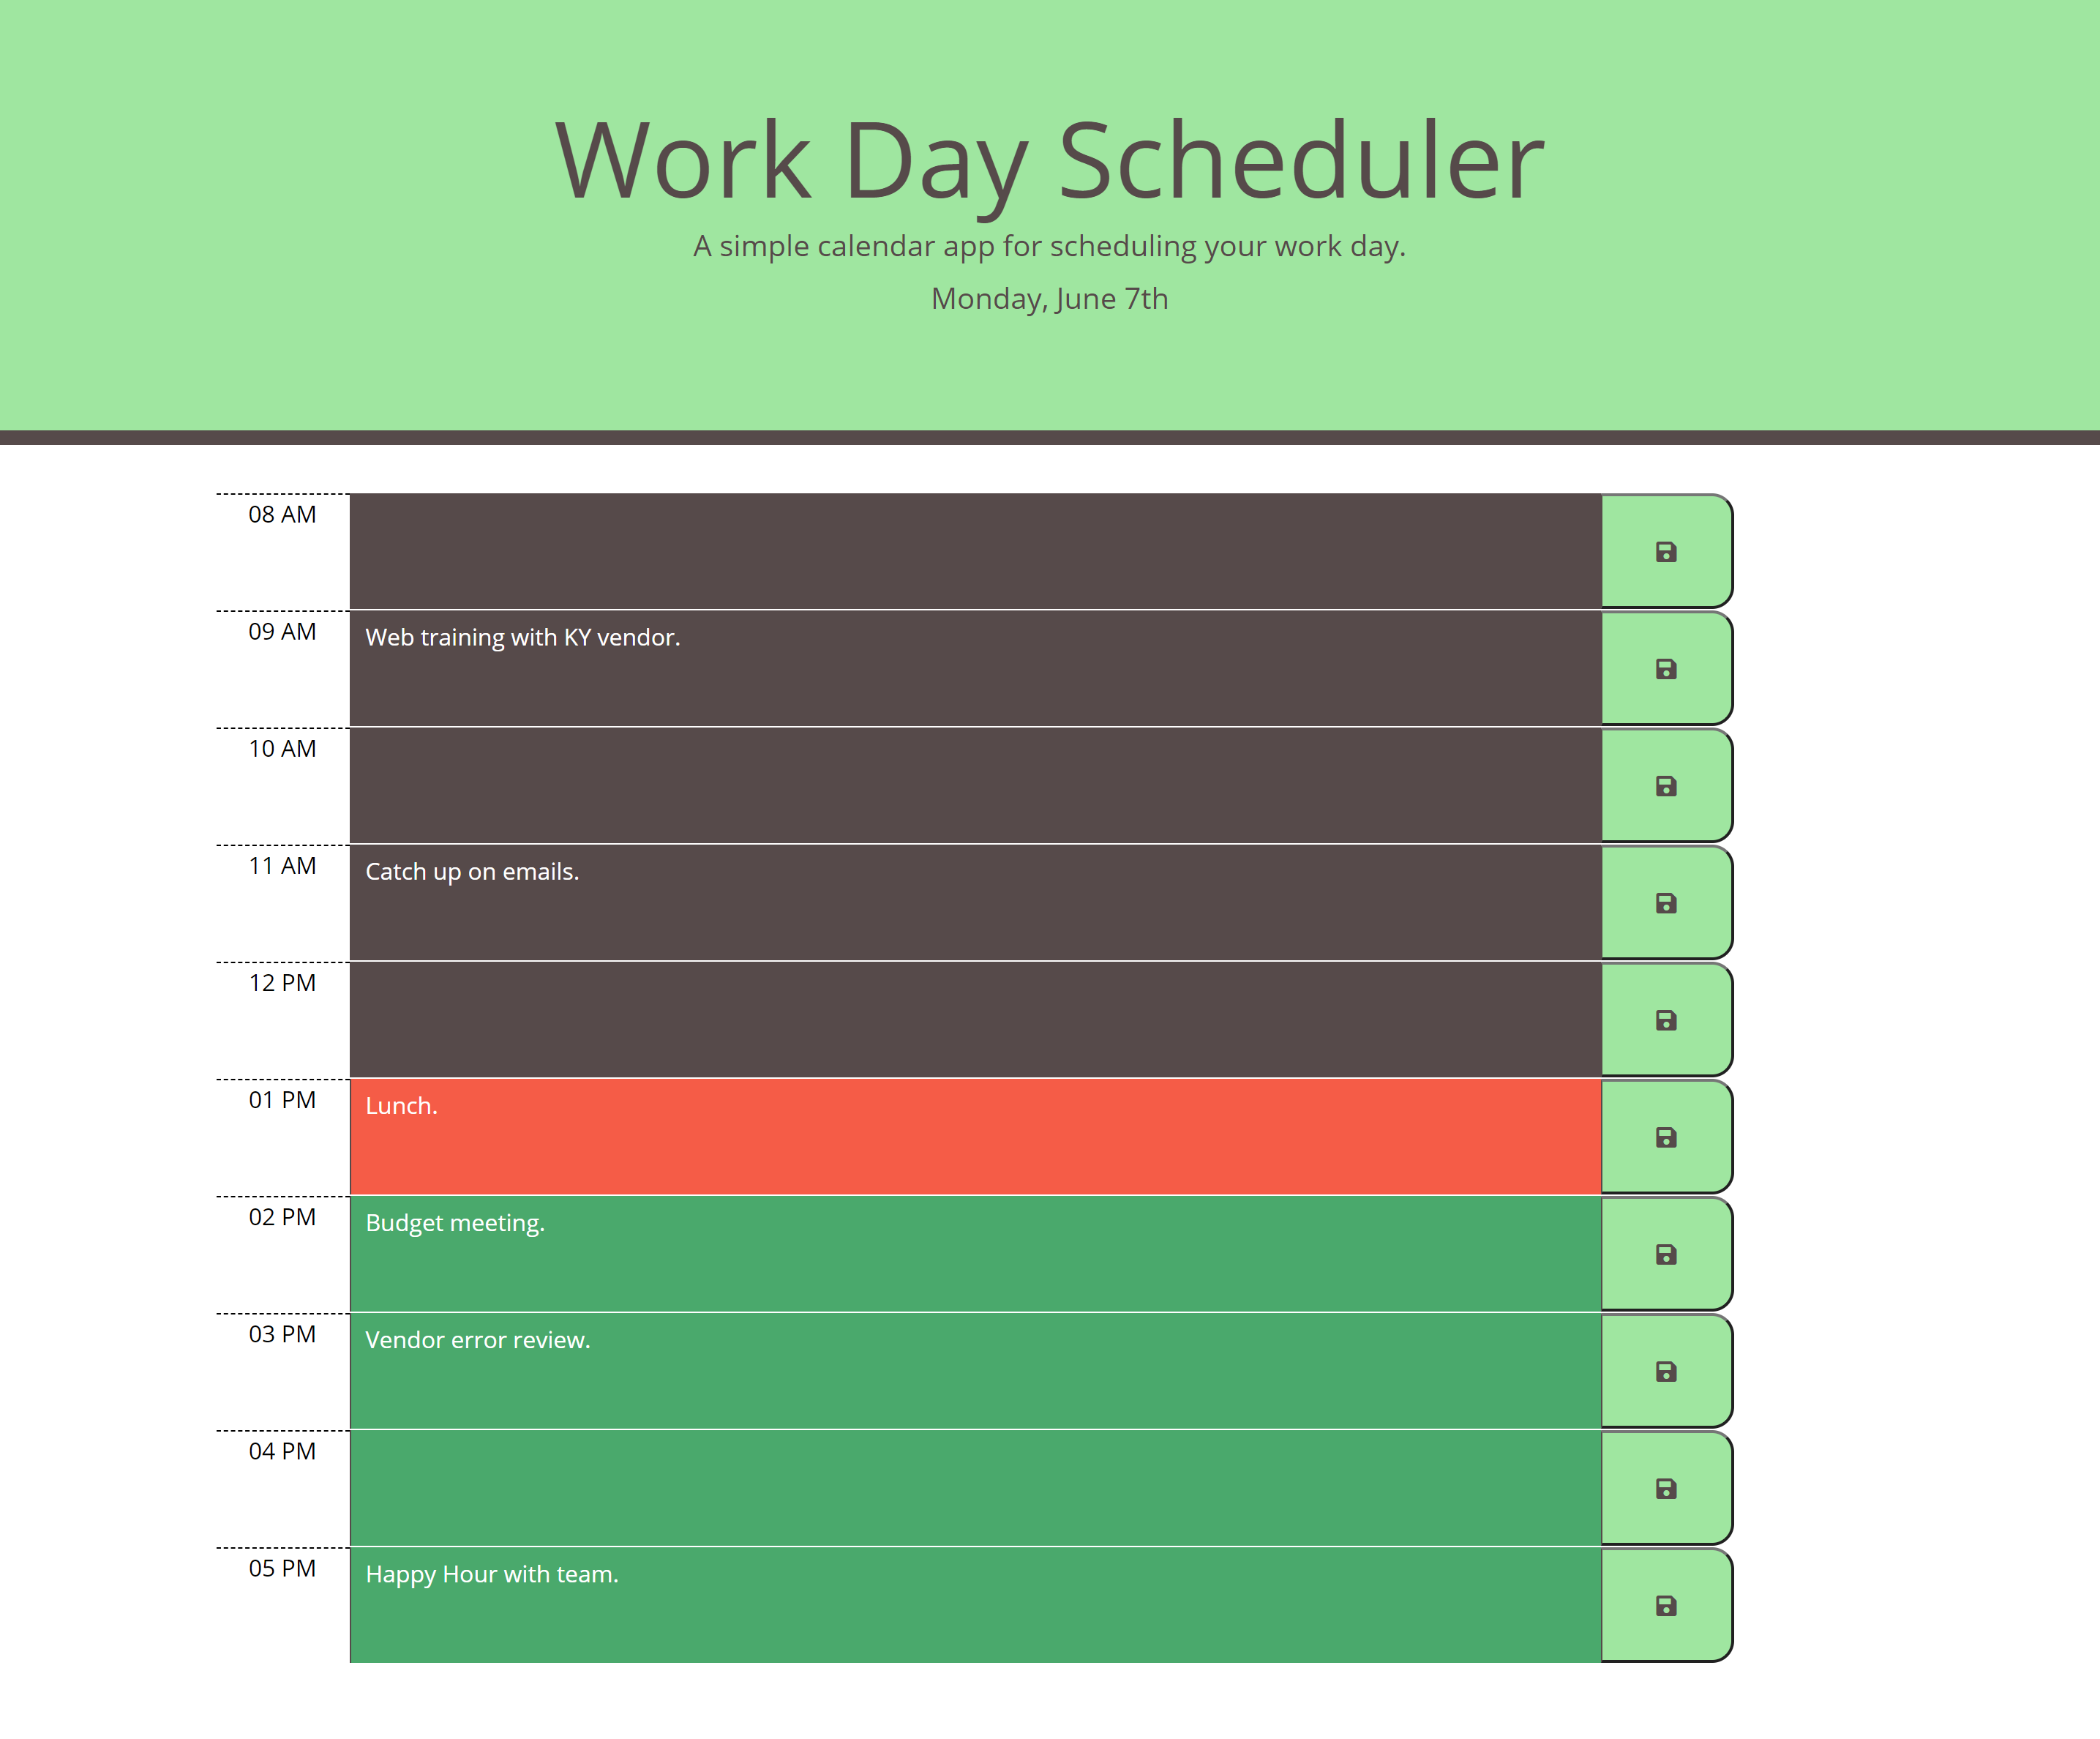 Work Day Scheduler
A simple calendar app for scheduling your work day.
Monday, June 7th
08 AM
09 AM
Web training with KY vendor.
10 AM
11 AM
Catch up on emails.
12 PM
01 PM
Lunch.
02 PM
Budget meeting.
03 PM
Vendor error review.
04 PM
05 PM
Happy Hour with team.